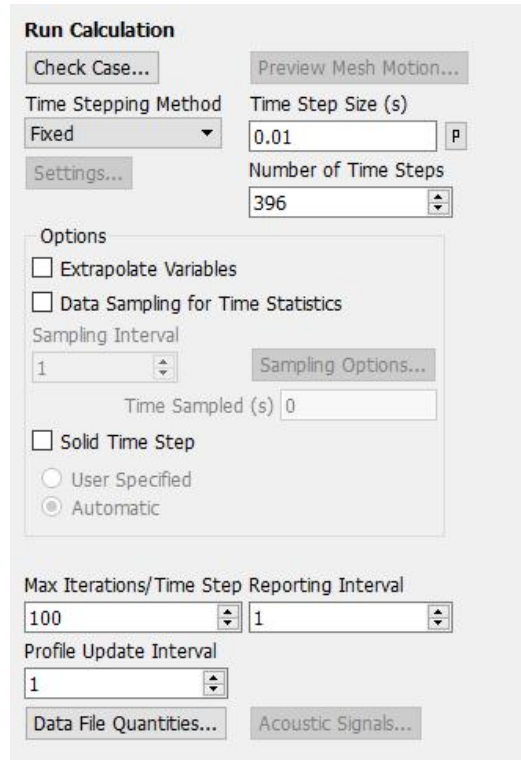 Run Calculation
Check Case... Preview Mesh Motion...
Time Stepping Method Time Step Size (s)
Fixed 0.01 P
Settings... Number of Time Steps
396
Options
Extrapolate Variables
Data Sampling for Time Statistics
Sampling Interval
1 Sampling Options...
Time Sampled (s) 0
Solid Time Step
User Specified
Automatic
Max Iterations/Time Step Reporting Interval
100 1
Profile Update Interval
1
Data File Quantities... Acoustic Signals...